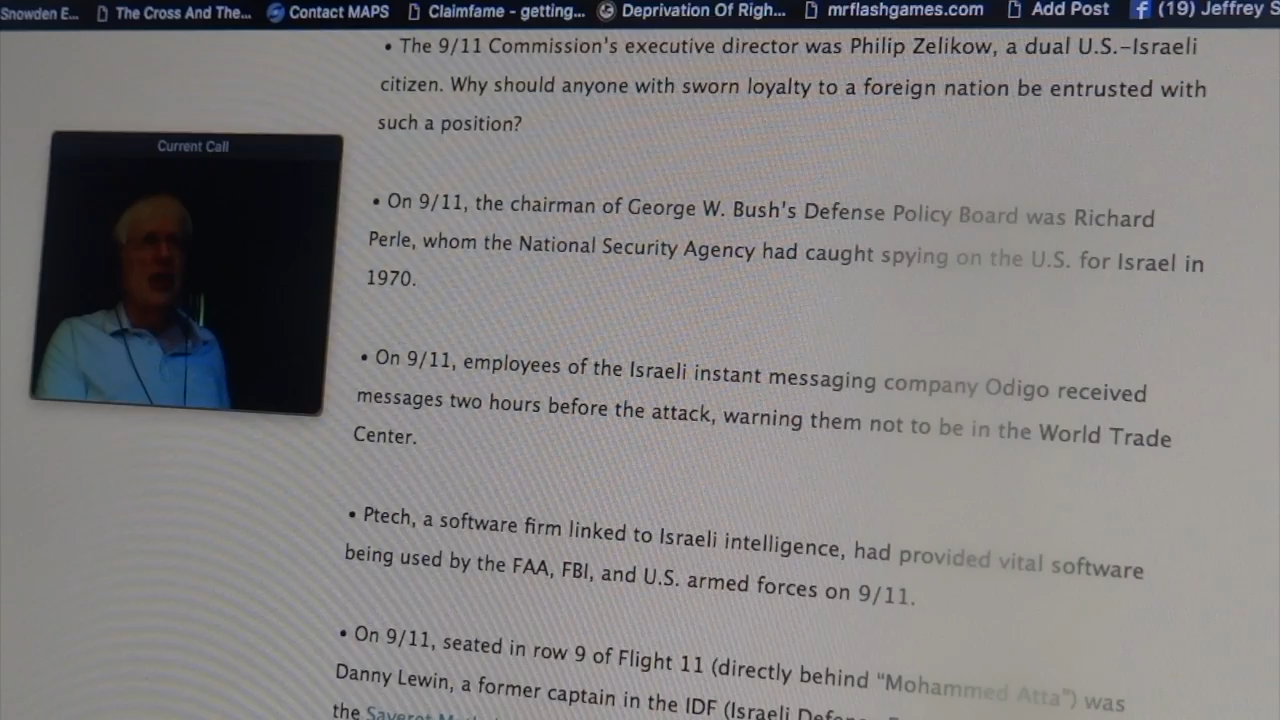 Snowden E... The Cross And The... Contact MAPS Claimfame - getting... Deprivation Of Righ... mrflashgames.com Add Post (19) Jeffrey S
• The 9/11 Commission's executive director was Philip Zelikow, a dual U.S.-Israeli
citizen. Why should anyone with sworn loyalty to a foreign nation be entrusted with
such a position?
Current Call
• On 9/11, the chairman of George W. Bush's Defense Policy Board was Richard
Perle, whom the National Security Agency had caught spying on the U.S. for Israel in
1970.
• On 9/11, employees of the Israeli instant messaging company Odigo received
messages two hours before the attack, warning them not to be in the World Trade
Center.
• Ptech, a software firm linked to Israeli intelligence, had provided vital software
being used by the FAA, FBI, and U.S. armed forces on 9/11.
• On 9/11, seated in row 9 of Flight 11 (directly behind "Mohammed Atta") was
Danny Lewin, a former captain in the IDF (Israeli
the